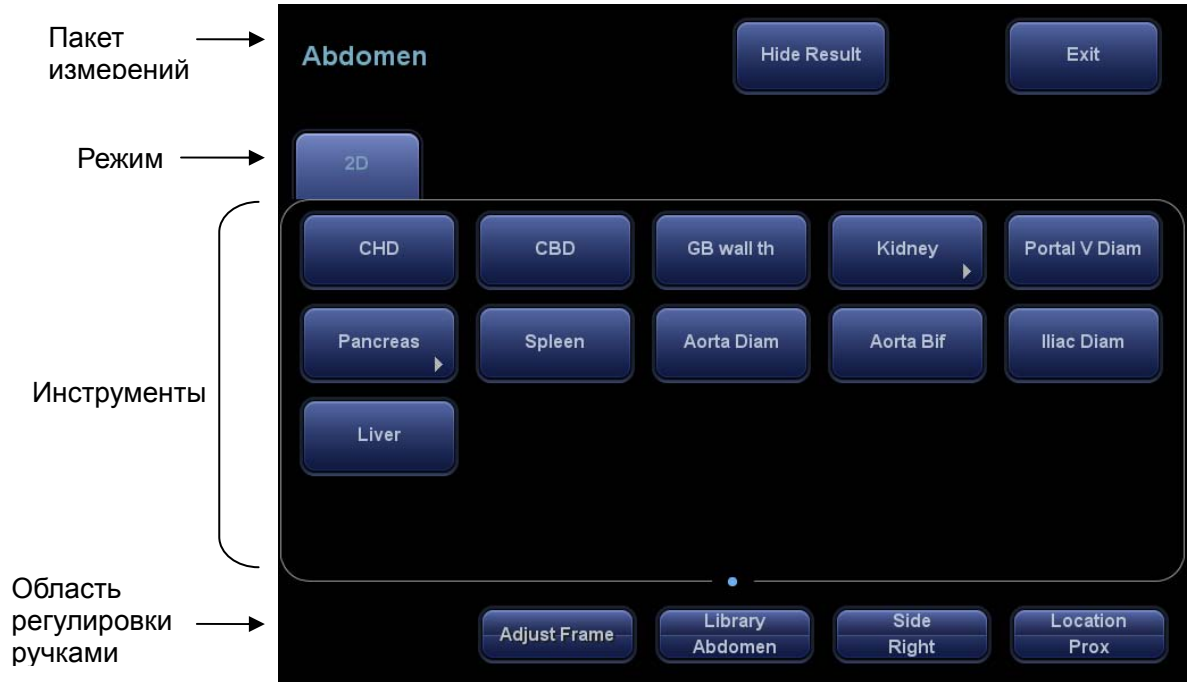 Пакет
измерений
Abdomen
Hide Result
Exit
Режим
2D
CHD
CBD
GB wall th
Kidney
Portal V Diam
Pancreas
Spleen
Aorta Diam
Aorta Bif
Iliac Diam
Инструменты
Liver
Область
регулировки
ручками
Adjust Frame
Library
Abdomen
Side
Right
Location
Prox